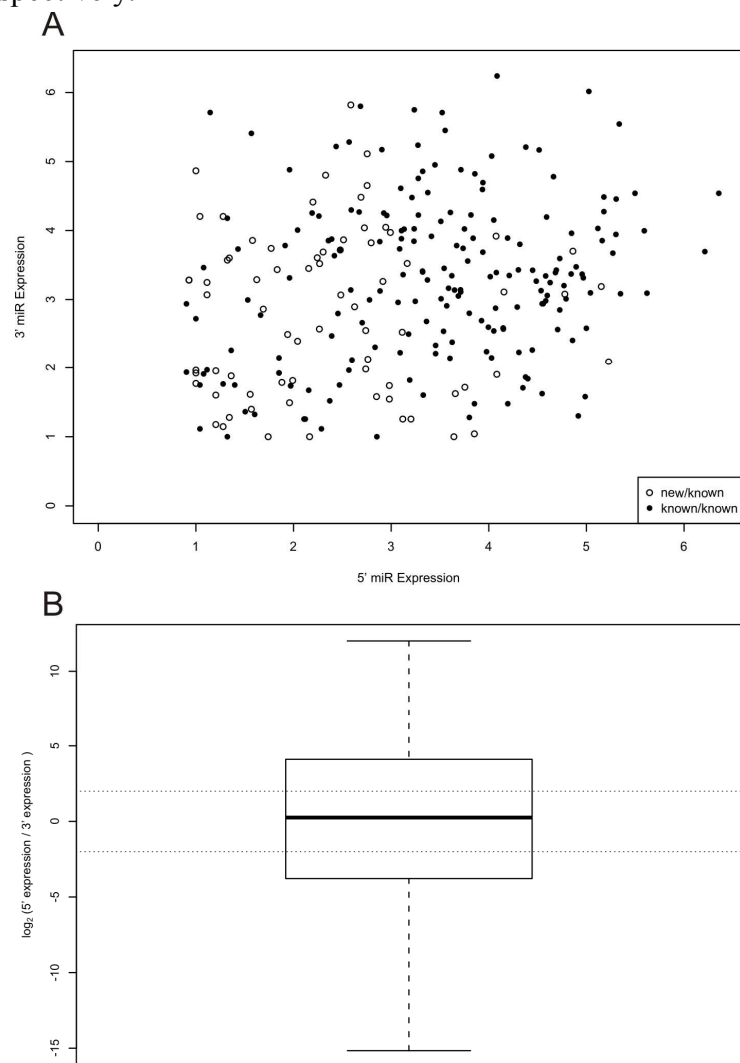 spectively.
A
6
5
4
3
2
1
0
3' miR Expression
new/known
known/known
0 1 2 3 4 5 6
5' miR Expression
B
10
5
0
-5
-10
-15
log2 (5' expression / 3' expression )